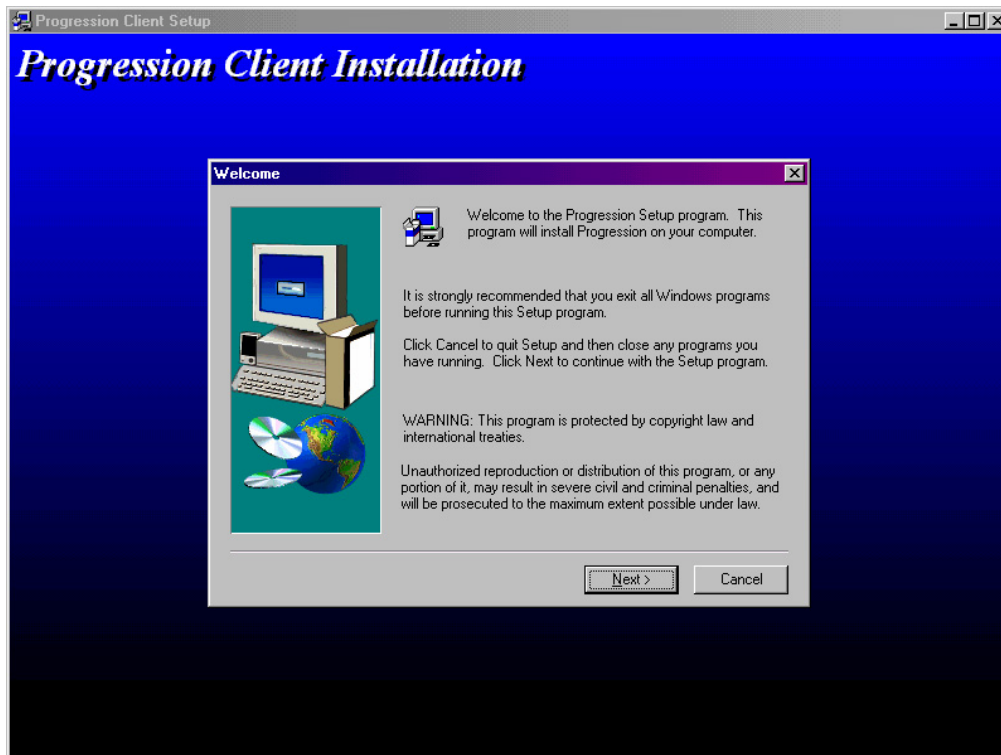 Progression Client Setup
Progression Client Installation
Welcome
Welcome to the Progression Setup program.  This
program will install Progression on your computer.
It is strongly recommended that you exit all Windows programs
before running this Setup program.
Click Cancel to quit Setup and then close any programs you
have running.  Click Next to continue with the Setup program.
WARNING: This program is protected by copyright law and
international treaties.
Unauthorized reproduction or distribution of this program, or any
portion of it, may result in severe civil and criminal penalties, and
will be prosecuted to the maximum extent possible under law.
Next >
Cancel